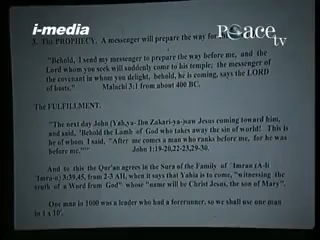 i-media
peace
tv
3. The PROPHECY. A messenger will prepare the way for
"Behold, I send my messenger to prepare the way before me, and the
Lord whom you seek will suddenly come to his temple; the messenger of
the covenant in whom you delight, behold, he is coming, says the LORD
of hosts." Malachi 3:1 from about 400 BC.
The FULFILLMENT.
"The next day John (Yah,ya- Ibn Zakari-ya-)saw Jesus coming toward him,
and said, 'Behold the Lamb of God who takes away the sin of world! This is
he of whom I said, "After me comes a man who ranks before me, for he was
before me."'" John 1:19-20,22-23,29-30.
And to this the Qur'an agrees in the Sura of the Family of 'Imran (A-li
'Imra-n) 3:39,45, from 2-3 AH, when it says that Yahia is to come, "witnessing the
truth of a Word from God" whose "name will be Christ Jesus, the son of Mary".
One man in 1000 was a leader who had a forerunner, so we shall use one man
in 1 x 10³.